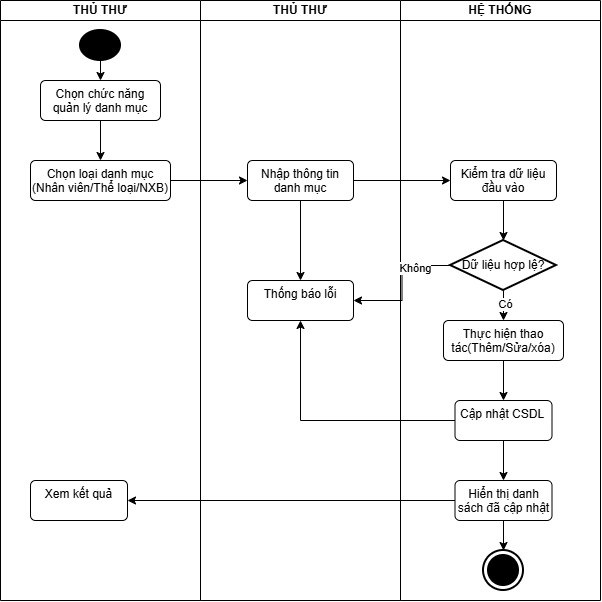 THỦ THƯ
THỦ THƯ
HỆ THỐNG
Chọn chức năng
quản lý danh mục
Chọn loại danh mục
(Nhân viên/Thể loại/NXB)
Nhập thông tin
danh mục
Kiểm tra dữ liệu
đầu vào
Dữ liệu hợp lệ?
Không
Thống báo lỗi
Có
Thực hiện thao
tác(Thêm/Sửa/xóa)
Cập nhật CSDL
Xem kết quả
Hiển thị danh
sách đã cập nhật